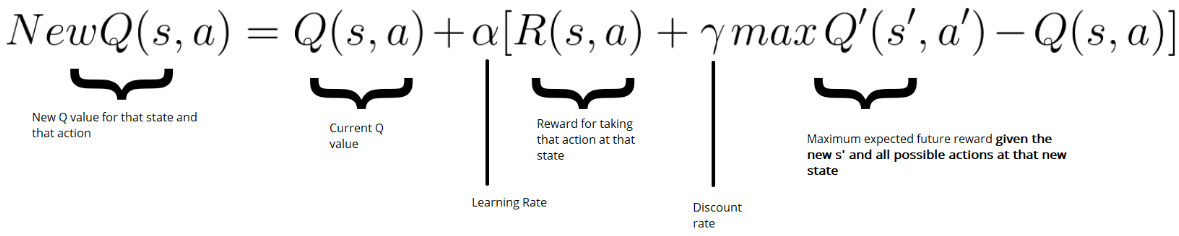 NewQ(s, a) = Q(s, a)+α[R(s, a) + γ max Q′(s′, a′)−Q(s, a)]
New Q value for that state and
that action
Current Q
value
Learning Rate
Reward for taking
that action at that
state
Discount
rate
Maximum expected future reward given the
new s' and all possible actions at that new
state